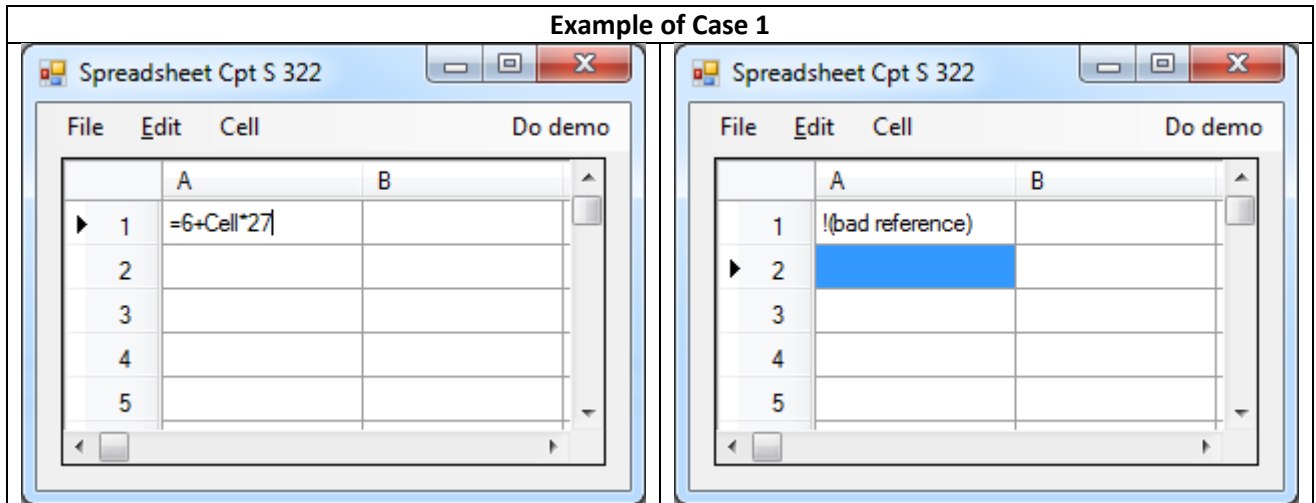 Example of Case 1
Spreadsheet Cpt S 322
File Edit Cell Do demo
A B
1 =6+Cell*27
2
3
4
5
Spreadsheet Cpt S 322
File Edit Cell Do demo
A B
1 !(bad reference)
2
3
4
5